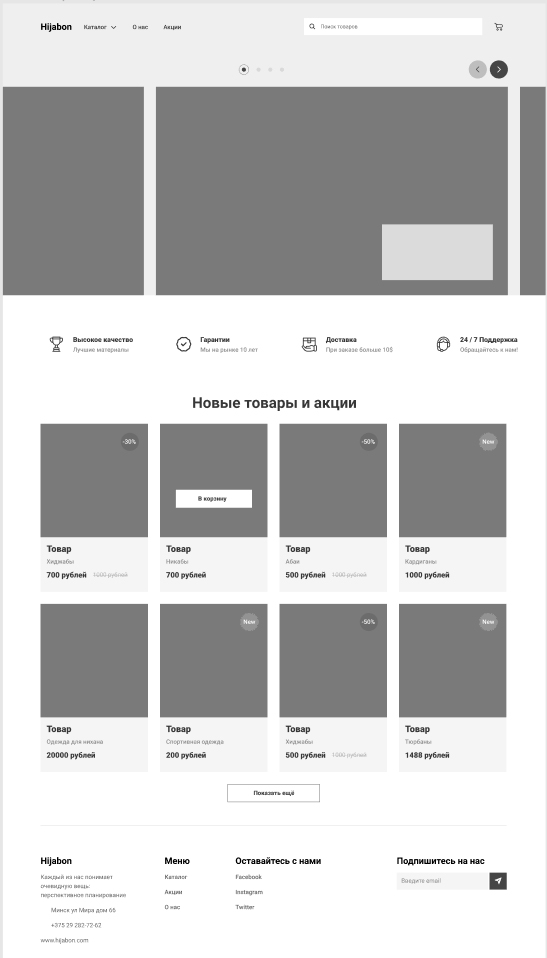 Hijabon
Каталог
О нас
Акции
Поиск товаров
Высокое качество
Лучшие материалы
Гарантии
Мы на рынке 10 лет
Доставка
При заказе больше 10$
24 / 7 Поддержка
Обращайтесь к нам!
Новые товары и акции
-30%
В корзину
-50%
New
Товар
Хиджабы
700 рублей 1000 рублей
Товар
Никабы
700 рублей
Товар
Абаи
500 рублей 1000 рублей
Товар
Кардиганы
1000 рублей
New
-50%
New
Товар
Одежда для нихана
20000 рублей
Товар
Спортивная одежда
200 рублей
Товар
Хиджабы
500 рублей 1000 рублей
Товар
Тюрбаны
1488 рублей
Показать ещё
Hijabon
Каждый из нас понимает
очевидную вещь:
перспективное планирование
Минск ул Мира дом 66
+375 29 282-72-62
www.hijabon.com
Меню
Каталог
Акции
О нас
Оставайтесь с нами
Facebook
Instagram
Twitter
Подпишитесь на нас
Введите email